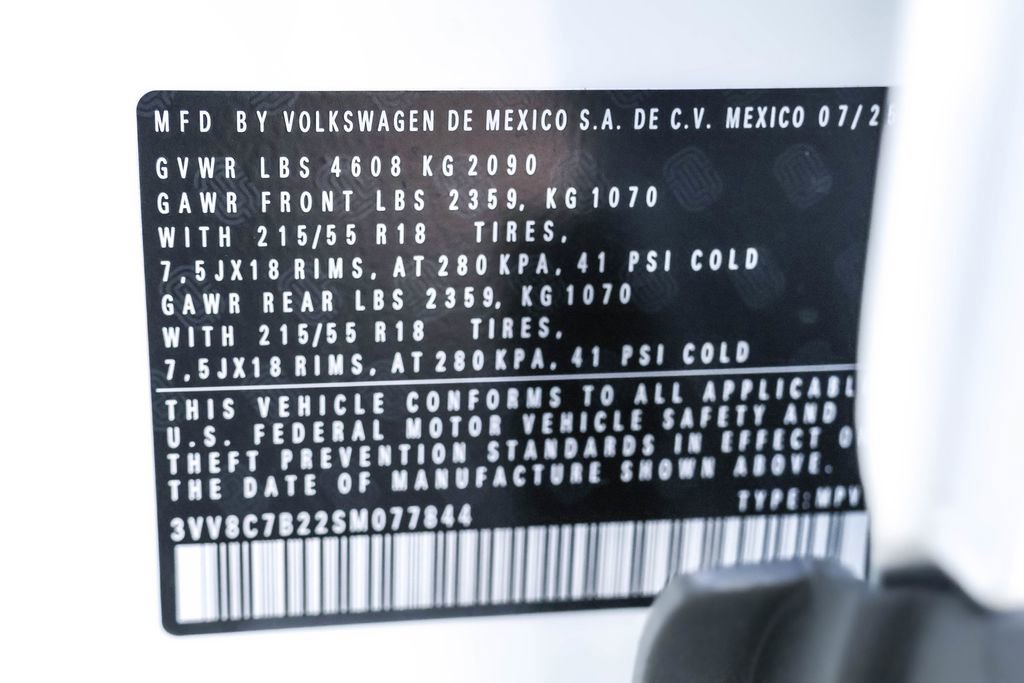 MFD BY VOLKSWAGEN DE MEXICO S.A. DE C.V. MEXICO 07/2
GVWR LBS 4608 KG 2090
GAWR FRONT LBS 2359, KG 1070
WITH 215/55 R18 TIRES,
7,5JX18 RIMS, AT 280 KPA, 41 PSI COLD
GAWR REAR LBS 2359, KG 1070
WITH 215/55 R18 TIRES,
7,5JX18 RIMS, AT 280 KPA, 41 PSI COLD
THIS VEHICLE CONFORMS TO ALL APPLICABL
U.S. FEDERAL MOTOR VEHICLE SAFETY AND
THEFT PREVENTION STANDARDS IN EFFECT O
THE DATE OF MANUFACTURE SHOWN ABOVE.
TYPE: MPV
3VV8C7B22SM077844